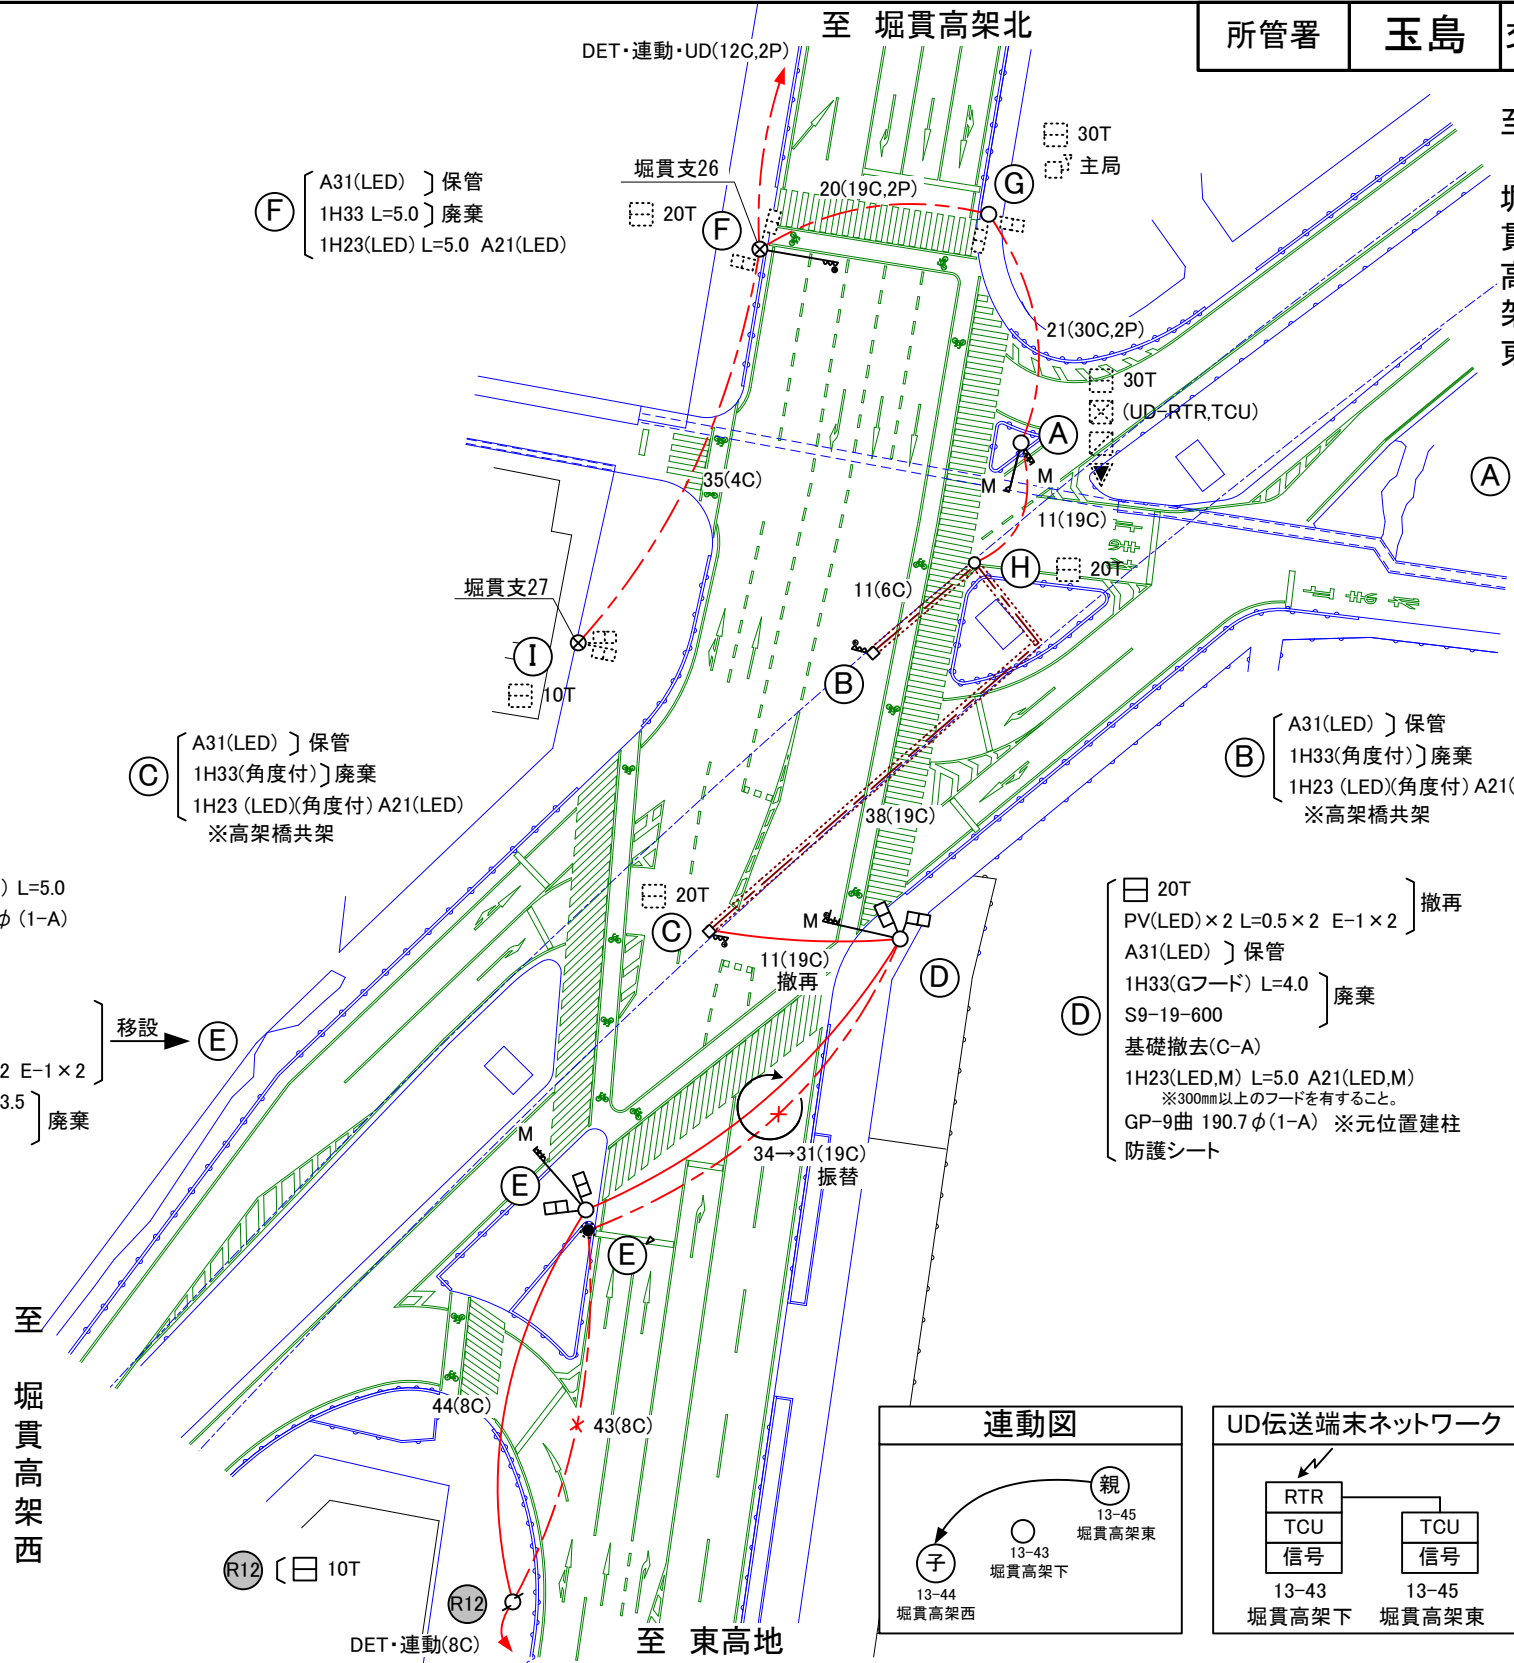 至 堀貫高架北
所管署 玉島
DET・連動・UD(12C,2P)
至 堀貫高架東
30T
主局
堀貫支26
20T
F
20(19C,2P)
G
F
A31(LED) 保管
1H33 L=5.0 廃棄
1H23(LED) L=5.0 A21(LED)
21(30C,2P)
30T
(UD-RTR,TCU)
A
M
M
A
35(4C)
11(19C)
H
20T
11(6C)
堀貫支27
I
10T
B
C
A31(LED) 保管
1H33(角度付) 廃棄
1H23 (LED)(角度付) A21(LED)
※高架橋共架
B
A31(LED) 保管
1H33(角度付) 廃棄
1H23 (LED)(角度付) A21(
※高架橋共架
38(19C)
) L=5.0
φ (1-A)
20T
C
M
11(19C)
撤再
D
D
20T
PV(LED)×2 L=0.5×2 E-1×2 撤再
A31(LED) 保管
1H33(Gフード) L=4.0
S9-19-600
廃棄
基礎撤去(C-A)
1H23(LED,M) L=5.0 A21(LED,M)
※300mm以上のフードを有すること。
GP-9曲 190.7φ(1-A) ※元位置建柱
防護シート
移設
E
2 E-1×2
3.5
廃棄
34→31(19C)
振替
M
E
E
至 堀貫高架西
44(8C)
43(8C)
R12
10T
R12
DET・連動(8C)
至 東高地
連動図
親
13-45
堀貫高架東
13-43
堀貫高架下
子
13-44
堀貫高架西
UD伝送端末ネットワーク
RTR
TCU
信号
13-43
堀貫高架下
TCU
信号
13-45
堀貫高架東